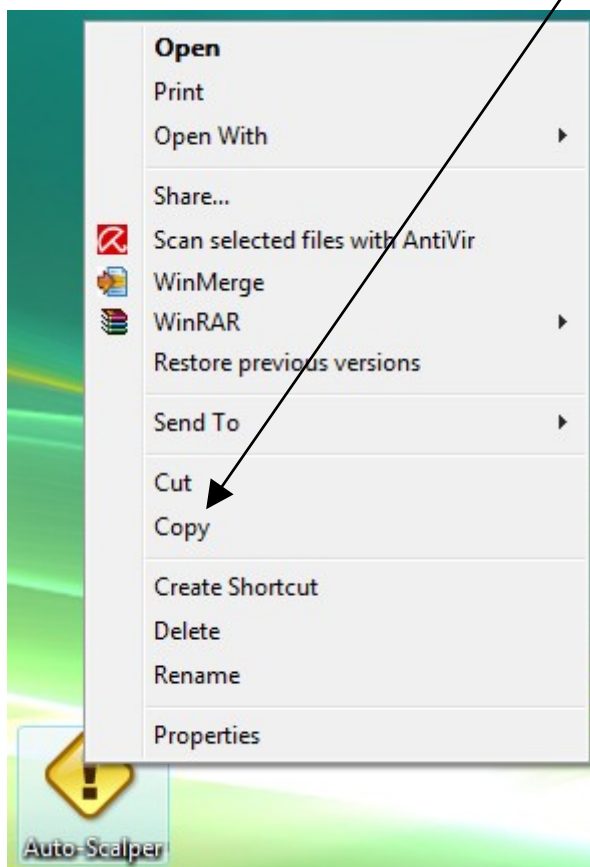 Open
Print
Open With
Share...
Scan selected files with AntiVir
WinMerge
WinRAR
Restore previous versions
Send To
Cut
Copy
Create Shortcut
Delete
Rename
Properties
Auto-Scalper